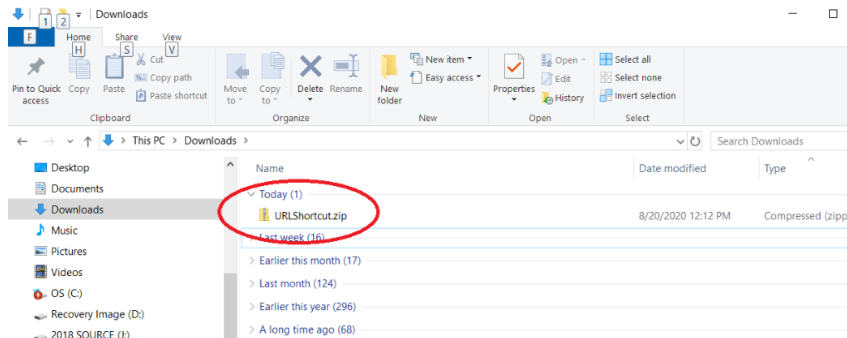 Downloads
1 2
F Home Share View
H S V
Pin to Quick access
Copy
Paste
Cut
Copy path
Paste shortcut
Clipboard
Move to
Copy to
Delete
Rename
Organize
New folder
New item
Easy access
New
Properties
Open
Edit
History
Open
Select all
Select none
Invert selection
Select
This PC > Downloads >
Search Downloads
Name Date modified Type
Desktop
Documents
Downloads
Music
Pictures
Videos
OS (C:)
Recovery Image (D:)
2018 SOURCE (J:)
Today (1)
URLShortcut.zip 8/20/2020 12:12 PM Compressed (zipp
Last week (16)
Earlier this month (17)
Last month (124)
Earlier this year (296)
A long time ago (68)